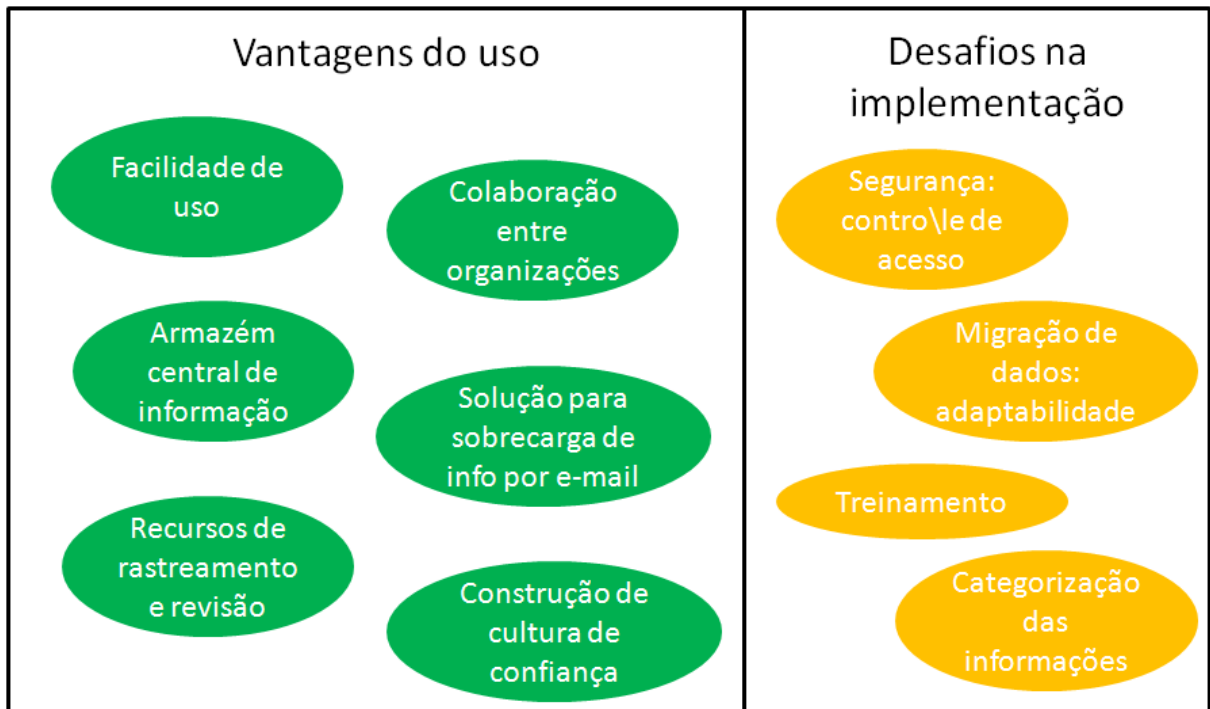 Vantagens do uso
Facilidade de
uso
Colaboração
entre
organizações
Armazém
central de
informação
Solução para
sobrecarga de
info por e-mail
Recursos de
rastreamento
e revisão
Construção de
cultura de
confiança
Desafios na
implementação
Segurança:
contro\le de
acesso
Migração de
dados:
adaptabilidade
Treinamento
Categorização
das
informações